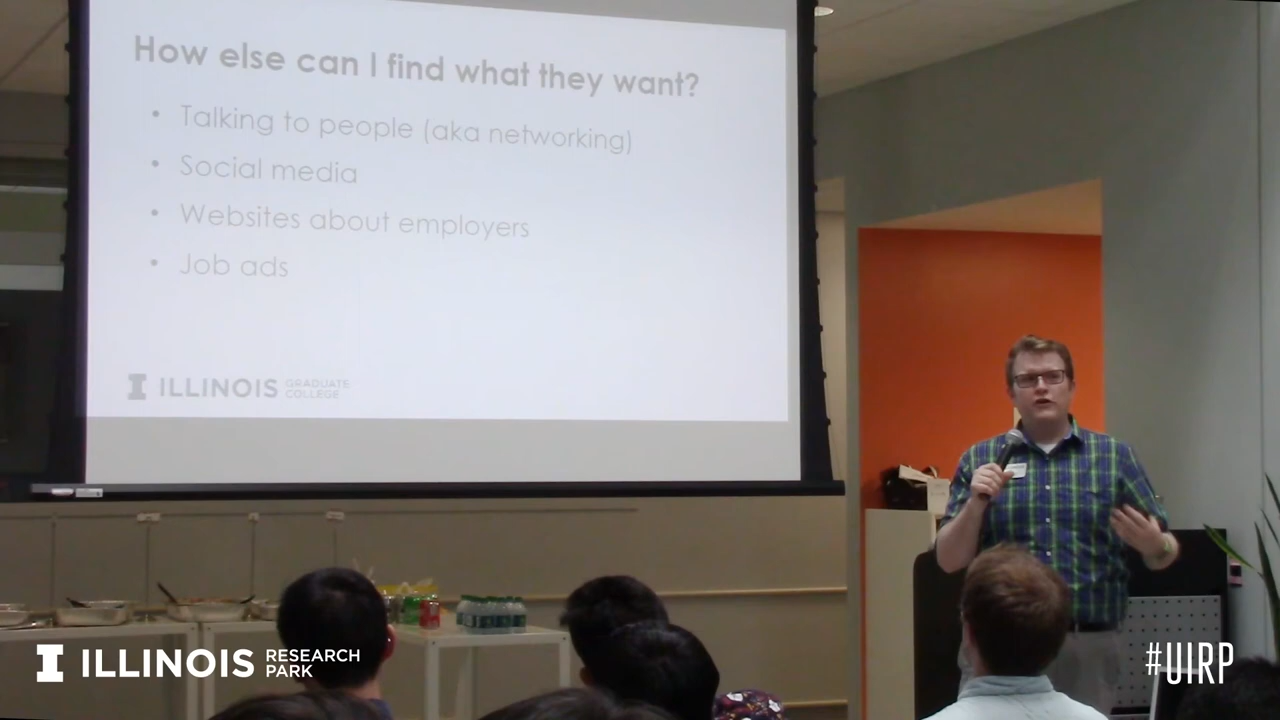 How else can I find what they want?
• Talking to people (aka networking)
• Social media
• Websites about employers
• Job ads
I ILLINOIS GRADUATE
COLLEGE
I ILLINOIS RESEARCH
PARK
#UIRP